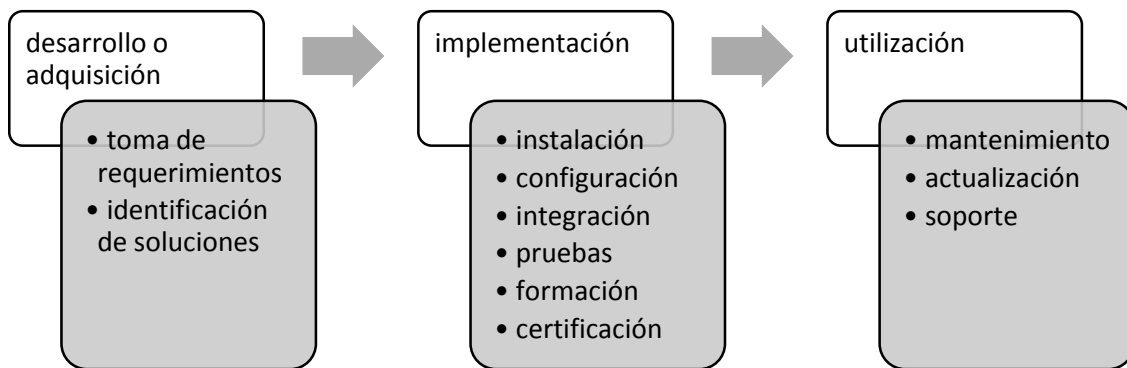 desarrollo o
adquisición
• toma de
requerimientos
• identificación
de soluciones
implementación
• instalación
• configuración
• integración
• pruebas
• formación
• certificación
utilización
• mantenimiento
• actualización
• soporte